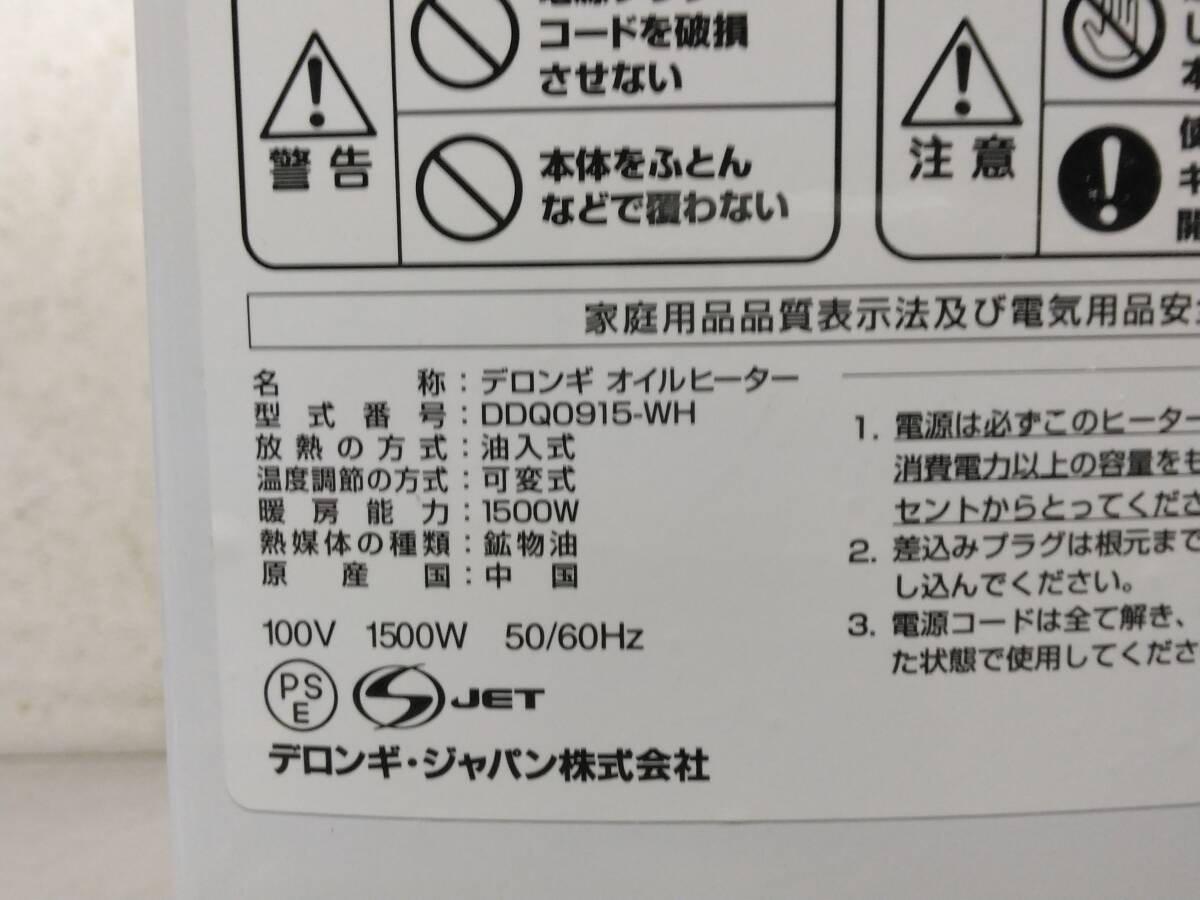 コードを破損
させない
警告
本体をふとん
などで覆わない
注意
家庭用品品質表示法及び電気用品安
名称：デロンギ オイルヒーター
型式番号：DDQ0915-WH
放熱の方式：油入式
温度調節の方式：可変式
暖房能力：1500W
熱媒体の種類：鉱物油
原産国：中国
100V 1500W 50/60Hz
PS
E
S JET
デロンギ・ジャパン株式会社
1. 電源は必ずこのヒーター
消費電力以上の容量をも
セントからとってくださ
2. 差込みプラグは根元まで
し込んでください。
3. 電源コードは全て解き、
た状態で使用してくださ